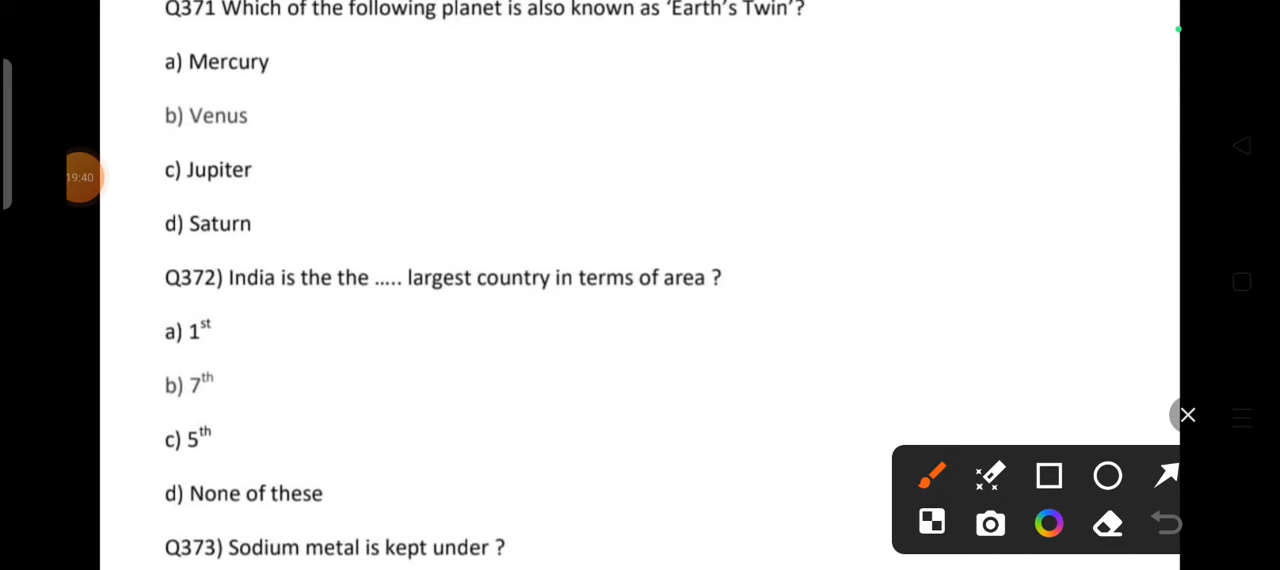 Q371 Which of the following planet is also known as ‘Earth’s Twin’?
a) Mercury
b) Venus
c) Jupiter
d) Saturn
19:40
Q372) India is the the ..... largest country in terms of area ?
a) 1st
b) 7th
c) 5th
d) None of these
Q373) Sodium metal is kept under ?